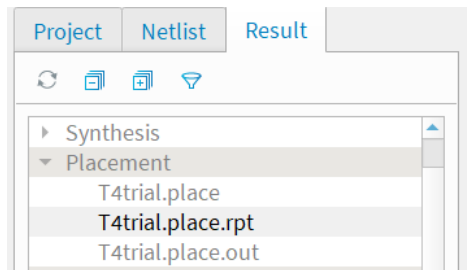 Project Netlist Result
Synthesis
Placement
T4trial.place
T4trial.place.rpt
T4trial.place.out